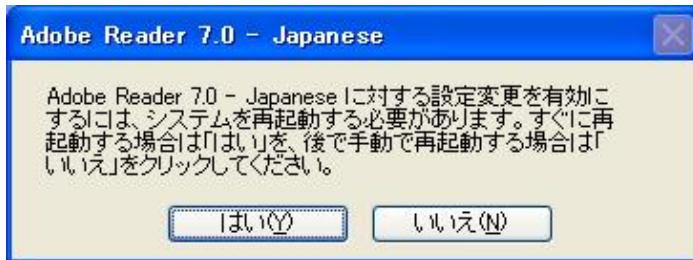 Adobe Reader 7.0 - Japanese
Adobe Reader 7.0 - Japanese に対する設定変更を有効に
するには、システムを再起動する必要があります。すぐに再
起動する場合は「はい」を、後で手動で再起動する場合は「
いいえ」をクリックしてください。
はい(Y)
いいえ(N)